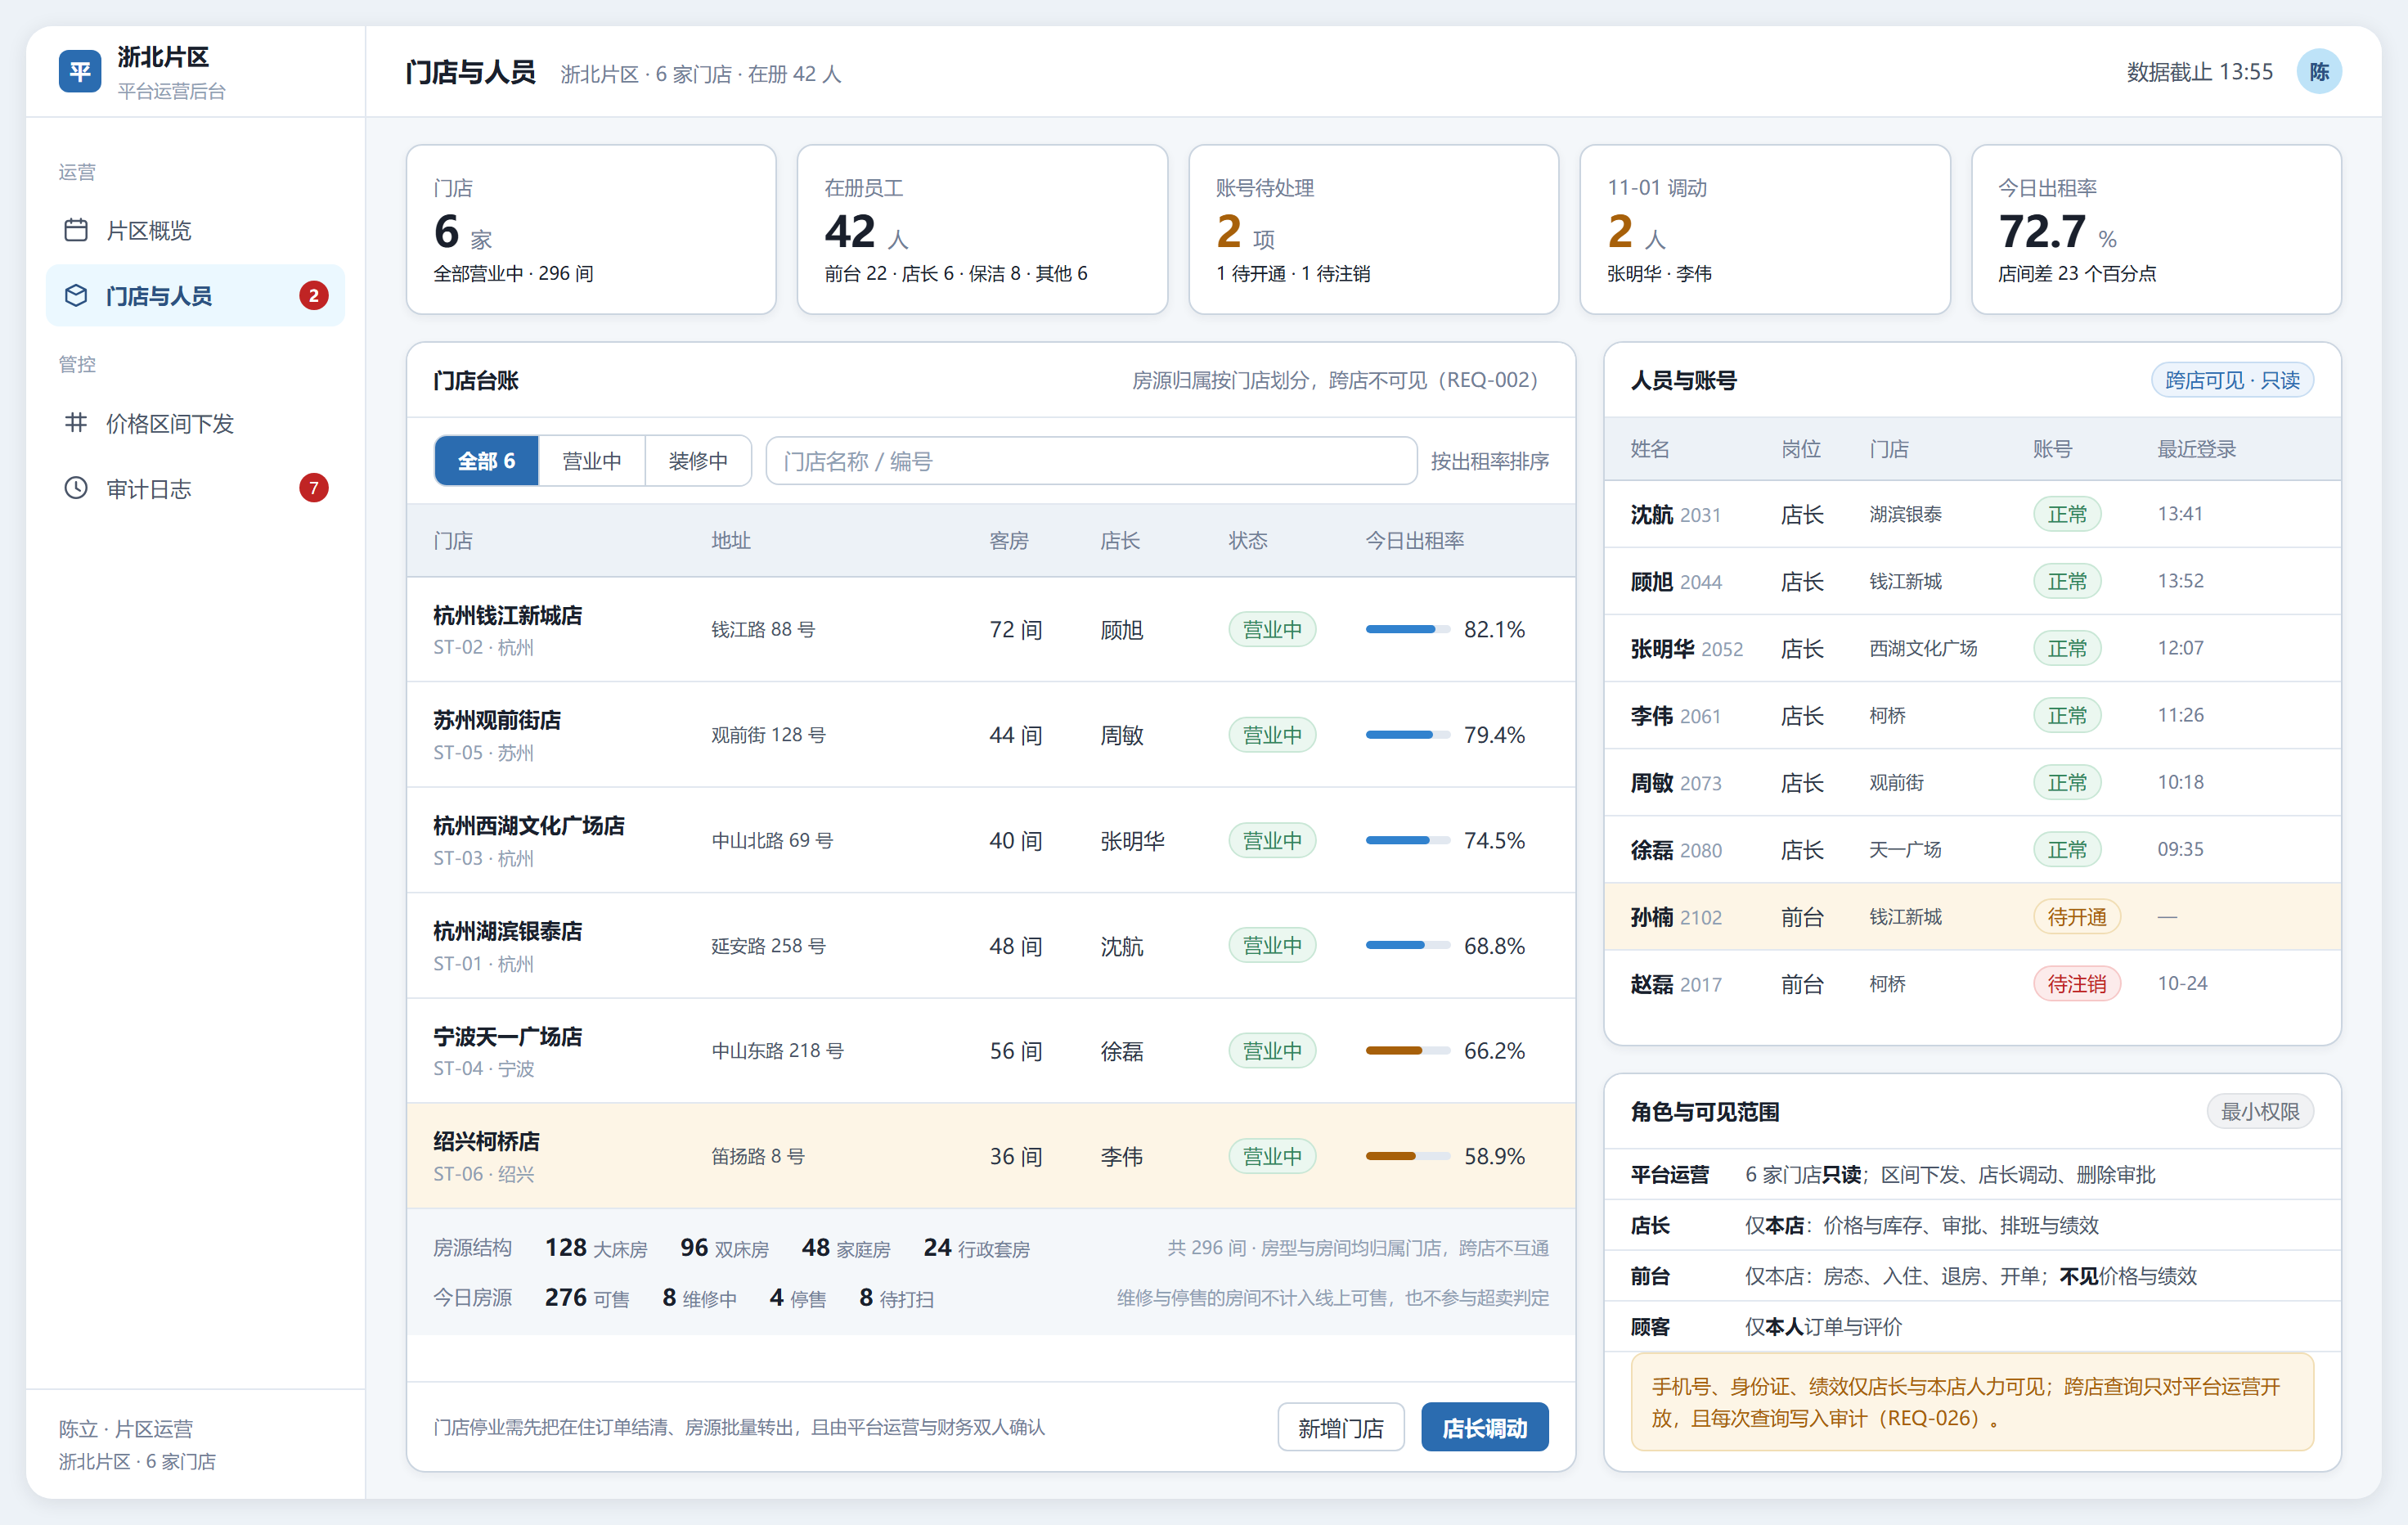 平
浙北片区
平台运营后台
运营
片区概览
门店与人员 2
管控
价格区间下发
审计日志 7
陈立 · 片区运营
浙北片区 · 6 家门店
门店与人员 浙北片区 · 6 家门店 · 在册 42 人
数据截止 13:55 陈
门店
6 家
全部营业中 · 296 间
在册员工
42 人
前台 22 · 店长 6 · 保洁 8 · 其他 6
账号待处理
2 项
1 待开通 · 1 待注销
11-01 调动
2 人
张明华 · 李伟
今日出租率
72.7 %
店间差 23 个百分点
门店台账 房源归属按门店划分，跨店不可见（REQ-002）
全部 6 营业中 装修中 门店名称 / 编号 按出租率排序
门店 地址 客房 店长 状态 今日出租率
杭州钱江新城店
ST-02 · 杭州
钱江路 88 号 72 间 顾旭 营业中 82.1%
苏州观前街店
ST-05 · 苏州
观前街 128 号 44 间 周敏 营业中 79.4%
杭州西湖文化广场店
ST-03 · 杭州
中山北路 69 号 40 间 张明华 营业中 74.5%
杭州湖滨银泰店
ST-01 · 杭州
延安路 258 号 48 间 沈航 营业中 68.8%
宁波天一广场店
ST-04 · 宁波
中山东路 218 号 56 间 徐磊 营业中 66.2%
绍兴柯桥店
ST-06 · 绍兴
笛扬路 8 号 36 间 李伟 营业中 58.9%
房源结构 128 大床房 96 双床房 48 家庭房 24 行政套房 共 296 间 · 房型与房间均归属门店，跨店不互通
今日房源 276 可售 8 维修中 4 停售 8 待打扫 维修与停售的房间不计入线上可售，也不参与超卖判定
门店停业需先把在住订单结清、房源批量转出，且由平台运营与财务双人确认 新增门店 店长调动
人员与账号 跨店可见 · 只读
姓名 岗位 门店 账号 最近登录
沈航 2031 店长 湖滨银泰 正常 13:41
顾旭 2044 店长 钱江新城 正常 13:52
张明华 2052 店长 西湖文化广场 正常 12:07
李伟 2061 店长 柯桥 正常 11:26
周敏 2073 店长 观前街 正常 10:18
徐磊 2080 店长 天一广场 正常 09:35
孙楠 2102 前台 钱江新城 待开通 —
赵磊 2017 前台 柯桥 待注销 10-24
角色与可见范围 最小权限
平台运营 6 家门店只读；区间下发、店长调动、删除审批
店长 仅本店：价格与库存、审批、排班与绩效
前台 仅本店：房态、入住、退房、开单；不见价格与绩效
顾客 仅本人订单与评价
手机号、身份证、绩效仅店长与本店人力可见；跨店查询只对平台运营开
放，且每次查询写入审计（REQ-026）。